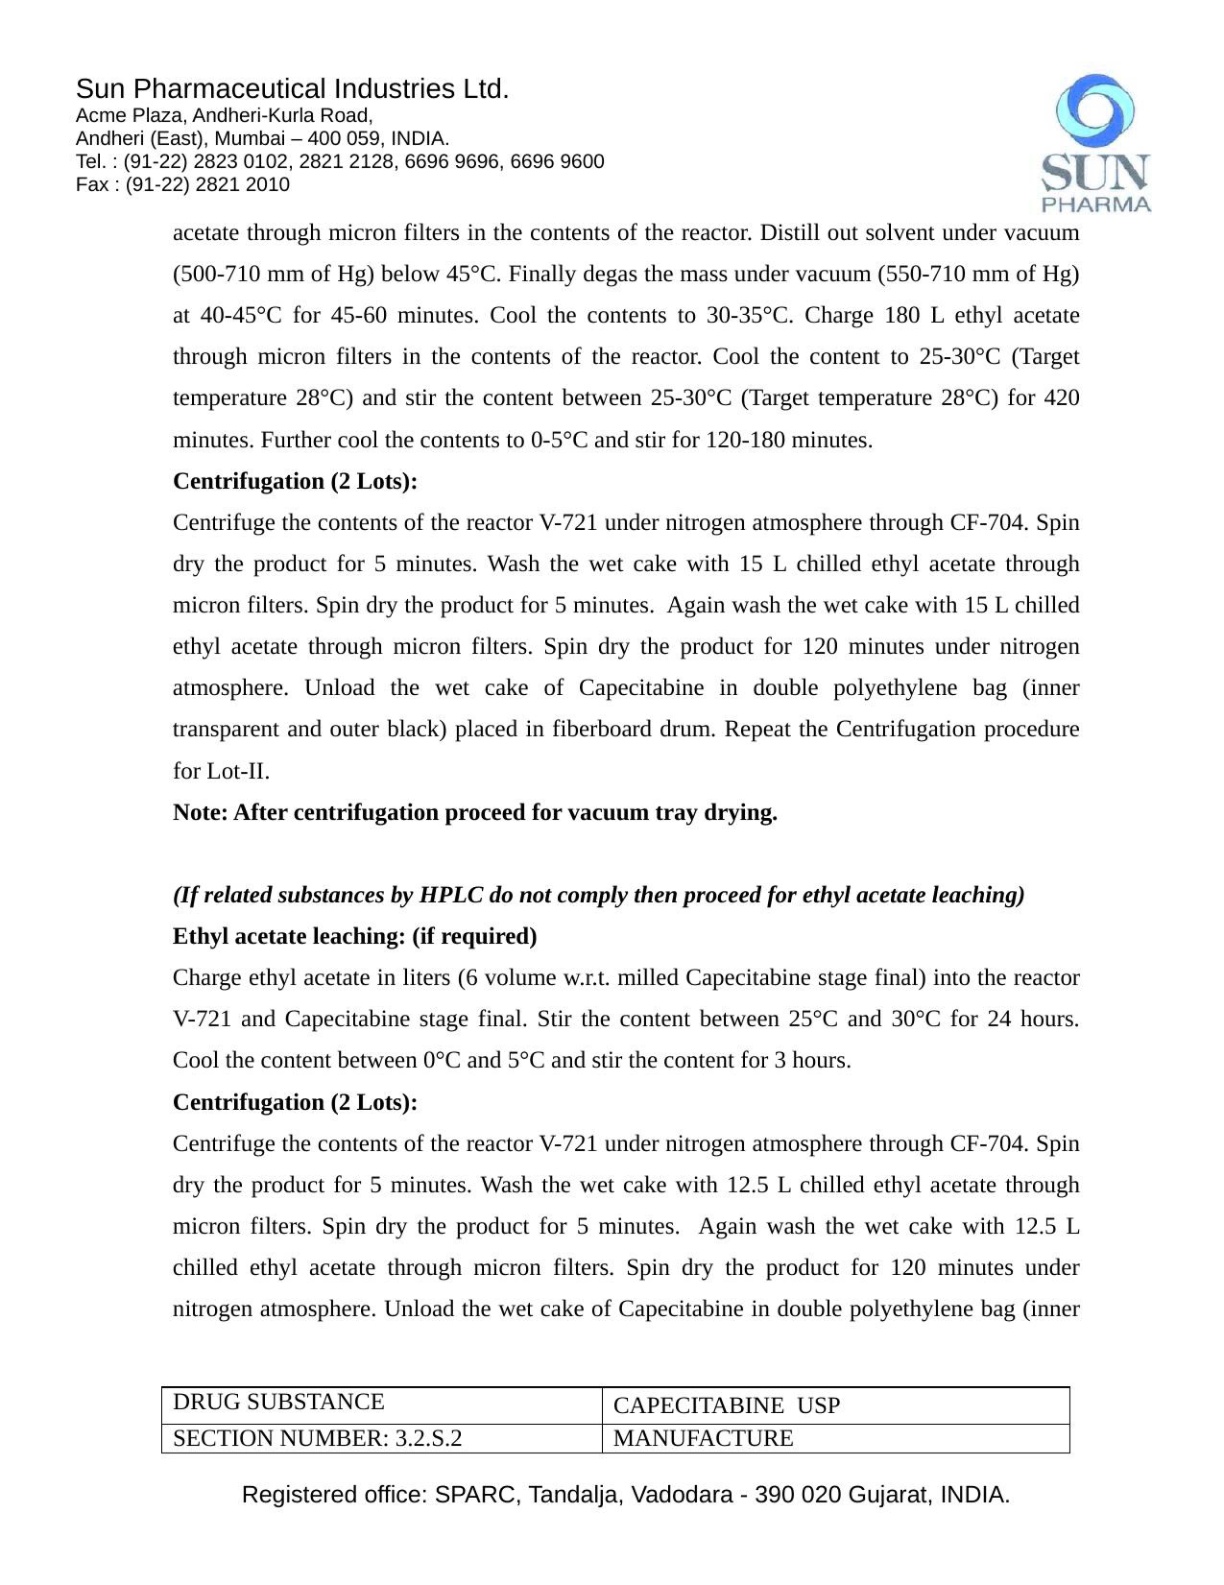 Sun Pharmaceutical Industries Ltd.
Acme Plaza, Andheri-Kurla Road,
Andheri (East), Mumbai – 400 059, INDIA.
Tel. : (91-22) 2823 0102, 2821 2128, 6696 9696, 6696 9600
Fax : (91-22) 2821 2010
SUN
PHARMA
acetate through micron filters in the contents of the reactor. Distill out solvent under vacuum
(500-710 mm of Hg) below 45°C. Finally degas the mass under vacuum (550-710 mm of Hg)
at 40-45°C for 45-60 minutes. Cool the contents to 30-35°C. Charge 180 L ethyl acetate
through micron filters in the contents of the reactor. Cool the content to 25-30°C (Target
temperature 28°C) and stir the content between 25-30°C (Target temperature 28°C) for 420
minutes. Further cool the contents to 0-5°C and stir for 120-180 minutes.
Centrifugation (2 Lots):
Centrifuge the contents of the reactor V-721 under nitrogen atmosphere through CF-704. Spin
dry the product for 5 minutes. Wash the wet cake with 15 L chilled ethyl acetate through
micron filters. Spin dry the product for 5 minutes.  Again wash the wet cake with 15 L chilled
ethyl acetate through micron filters. Spin dry the product for 120 minutes under nitrogen
atmosphere. Unload the wet cake of Capecitabine in double polyethylene bag (inner
transparent and outer black) placed in fiberboard drum. Repeat the Centrifugation procedure
for Lot-II.
Note: After centrifugation proceed for vacuum tray drying.
(If related substances by HPLC do not comply then proceed for ethyl acetate leaching)
Ethyl acetate leaching: (if required)
Charge ethyl acetate in liters (6 volume w.r.t. milled Capecitabine stage final) into the reactor
V-721 and Capecitabine stage final. Stir the content between 25°C and 30°C for 24 hours.
Cool the content between 0°C and 5°C and stir the content for 3 hours.
Centrifugation (2 Lots):
Centrifuge the contents of the reactor V-721 under nitrogen atmosphere through CF-704. Spin
dry the product for 5 minutes. Wash the wet cake with 12.5 L chilled ethyl acetate through
micron filters. Spin dry the product for 5 minutes.  Again wash the wet cake with 12.5 L
chilled ethyl acetate through micron filters. Spin dry the product for 120 minutes under
nitrogen atmosphere. Unload the wet cake of Capecitabine in double polyethylene bag (inner
DRUG SUBSTANCE
CAPECITABINE  USP
SECTION NUMBER: 3.2.S.2
MANUFACTURE
Registered office: SPARC, Tandalja, Vadodara - 390 020 Gujarat, INDIA.